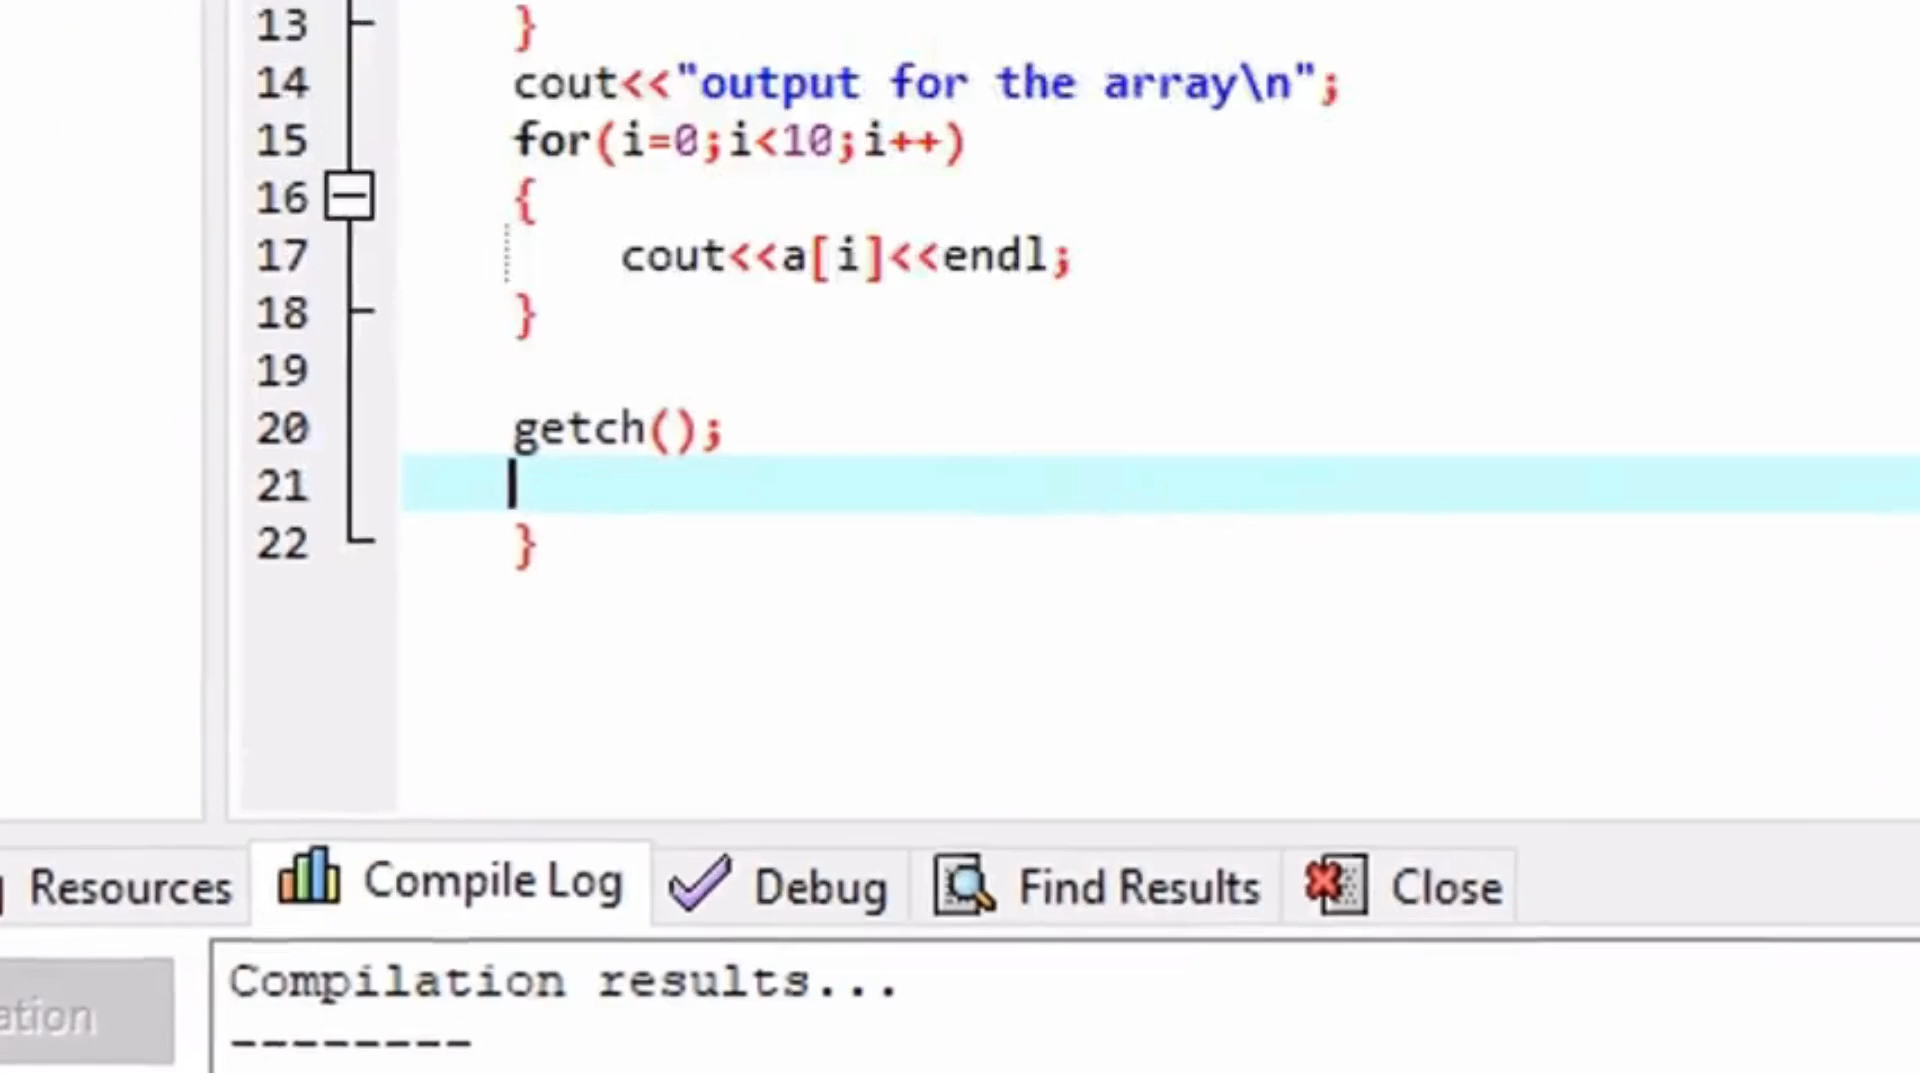 13 }
14 cout<<"output for the array\n";
15 for(i=0;i<10;i++)
16 {
17 cout<<a[i]<<endl;
18 }
19
20 getch();
21
22 }
Resources Compile Log Debug Find Results Close
Compilation results...
ation
--------